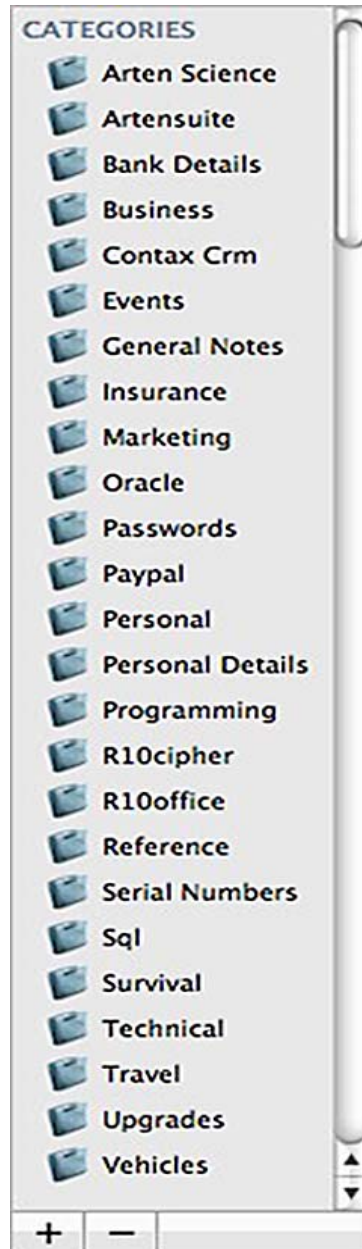 CATEGORIES
Arten Science
Artensuite
Bank Details
Business
Contax Crm
Events
General Notes
Insurance
Marketing
Oracle
Passwords
Paypal
Personal
Personal Details
Programming
R10cipher
R10office
Reference
Serial Numbers
Sql
Survival
Technical
Travel
Upgrades
Vehicles
+ −